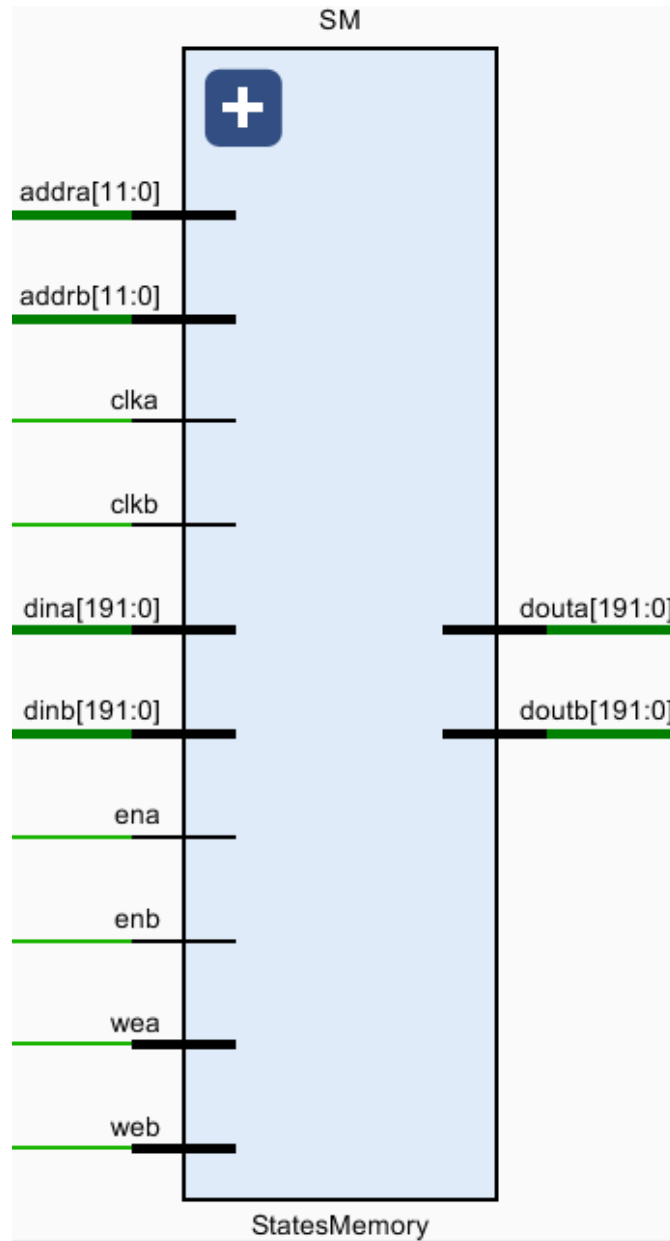 SM
addra[11:0]
addrb[11:0]
clka
clkb
dina[191:0]
douta[191:0]
dinb[191:0]
doutb[191:0]
ena
enb
wea
web
StatesMemory